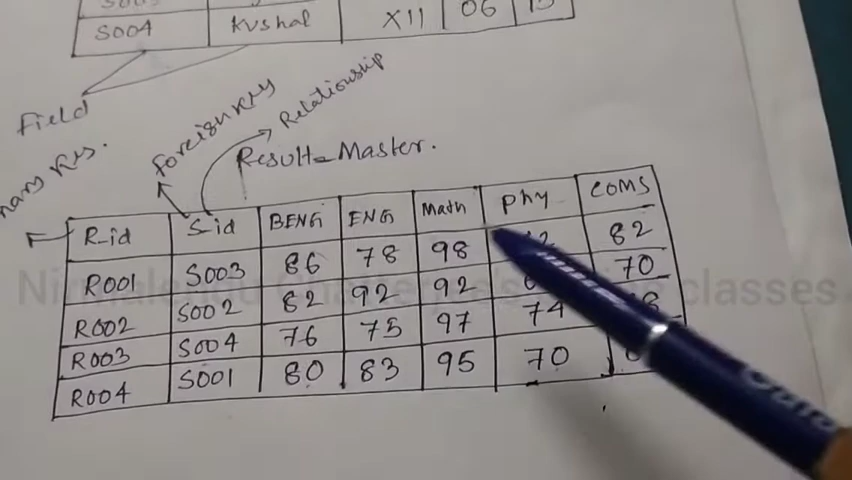 S004 Kushal XII 06
Field
Foreign Key
Relationship
Result-Master.
Key.
R-id S-id BENG ENG Math Phy COMS
R001 S003 86 78 98 82
R002 S002 82 92 92 70
R003 S004 76 75 97 74
R004 S001 80 83 95 70